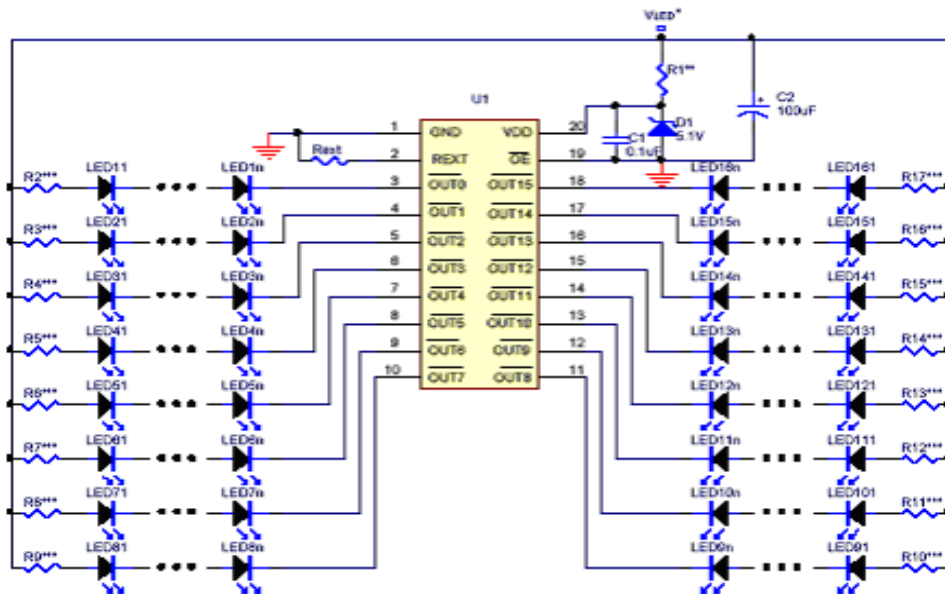 VLED*
R1**
C2
100uF
U1
D1
5.1V
C1
0.1uF
1 GND VDD 20
Rext 2 REXT OE 19
R2*** LED11 LED1n 3 OUT0 OUT15 18 LED16n LED161 R17***
4 OUT1 OUT14 17
R3*** LED21 LED2n 5 OUT2 OUT13 16 LED15n LED151 R16***
6 OUT3 OUT12 15
R4*** LED31 LED3n 7 OUT4 OUT11 14 LED14n LED141 R15***
8 OUT5 OUT10 13
R5*** LED41 LED4n 9 OUT6 OUT9 12 LED13n LED131 R14***
10 OUT7 OUT8 11
R6*** LED51 LED5n LED12n LED121 R13***
R7*** LED61 LED6n LED11n LED111 R12***
R8*** LED71 LED7n LED10n LED101 R11***
R9*** LED81 LED8n LED9n LED91 R10***